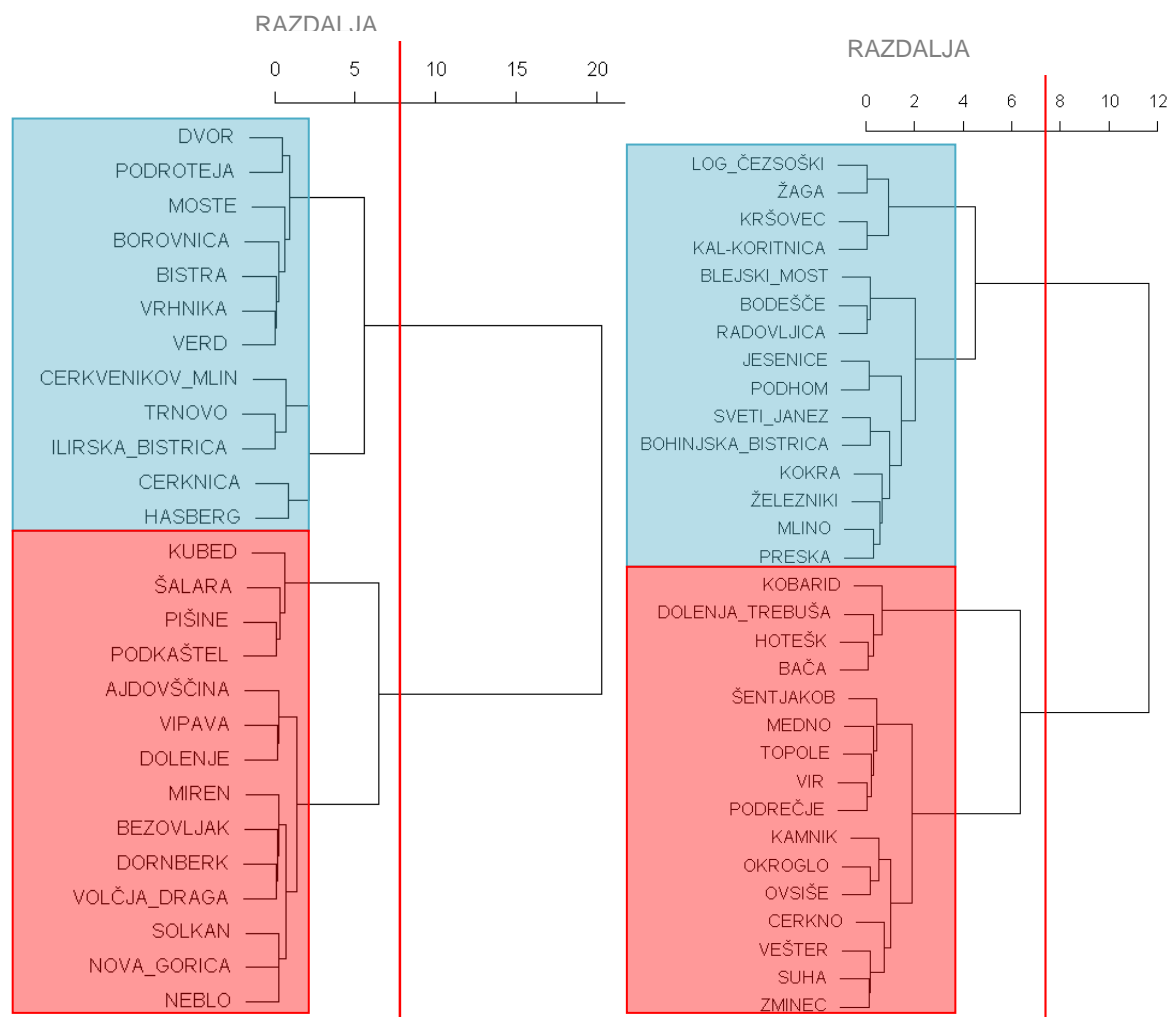 RAZDALJA
0 5 10 15 20
DVOR
PODROTEJA
MOSTE
BOROVNICA
BISTRA
VRHNIKA
VERD
CERKVENIKOV_MLIN
TRNOVO
ILIRSKA_BISTRICA
CERKNICA
HASBERG
KUBED
ŠALARA
PIŠINE
PODKAŠTEL
AJDOVŠČINA
VIPAVA
DOLENJE
MIREN
BEZOVLJAK
DORNBERK
VOLČJA_DRAGA
SOLKAN
NOVA_GORICA
NEBLO
RAZDALJA
0 2 4 6 8 10 12
LOG_ČEZSOŠKI
ŽAGA
KRŠOVEC
KAL-KORITNICA
BLEJSKI_MOST
BODEŠČE
RADOVLJICA
JESENICE
PODHOM
SVETI_JANEZ
BOHINJSKA_BISTRICA
KOKRA
ŽELEZNIKI
MLINO
PRESKA
KOBARID
DOLENJA_TREBUŠA
HOTEŠK
BAČA
ŠENTJAKOB
MEDNO
TOPOLE
VIR
PODREČJE
KAMNIK
OKROGLO
OVSIŠE
CERKNO
VEŠTER
SUHA
ZMINEC